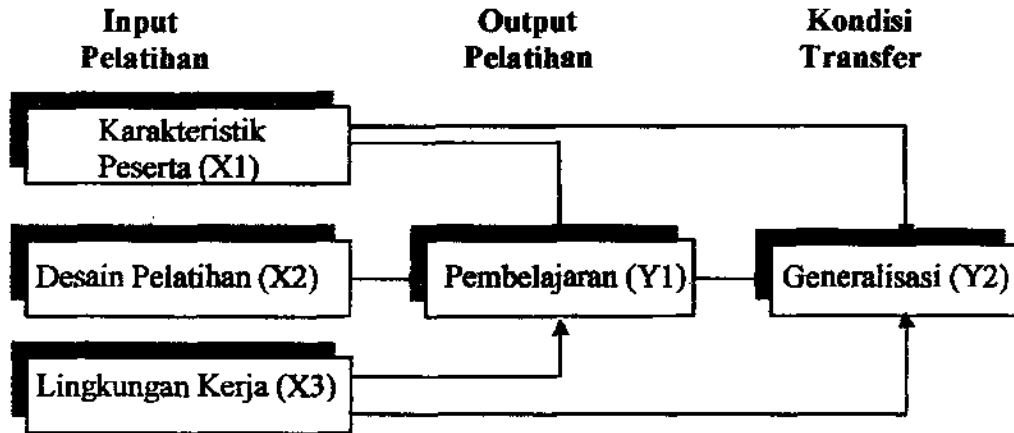 Input
Pelatihan
Output
Pelatihan
Kondisi
Transfer
Karakteristik
Peserta (X1)
Desain Pelatihan (X2)
Pembelajaran (Y1)
Generalisasi (Y2)
Lingkungan Kerja (X3)